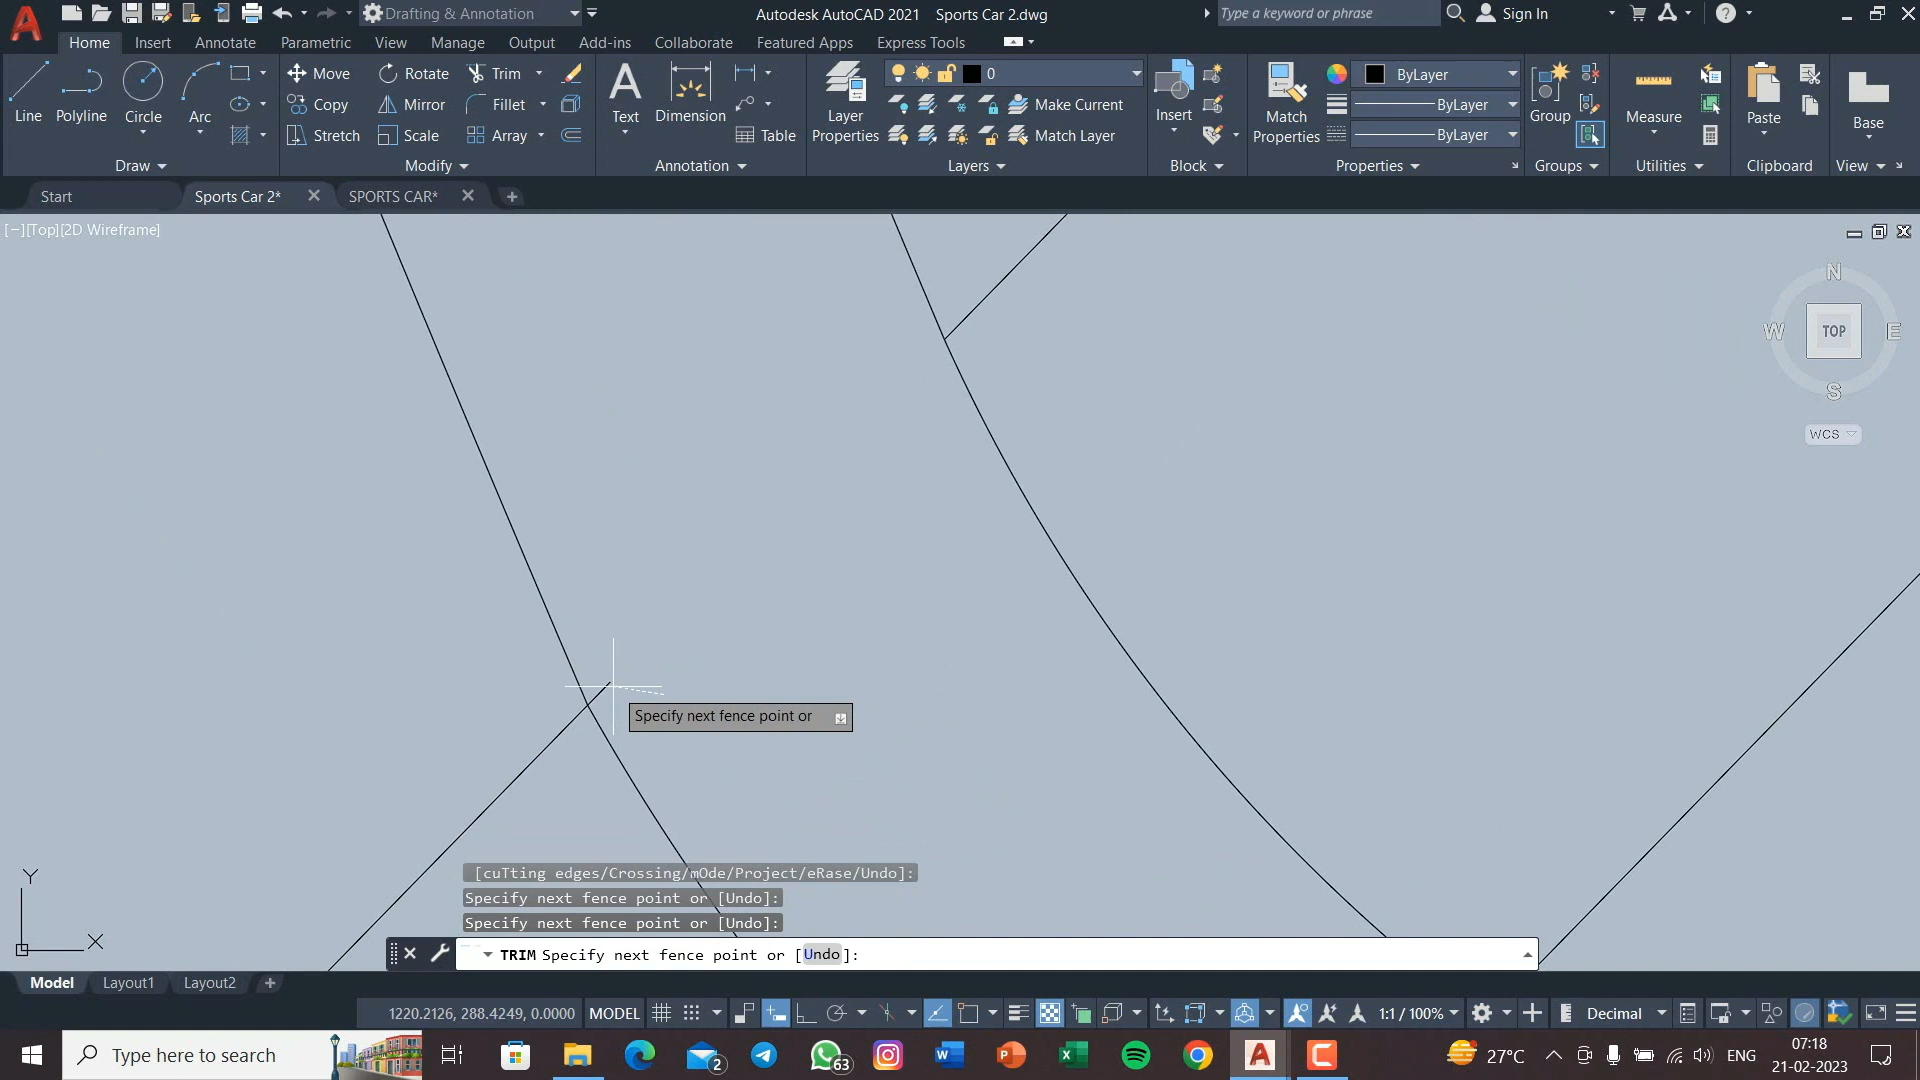 Drafting & Annotation
Autodesk AutoCAD 2021 Sports Car 2.dwg
Type a keyword or phrase
Sign In
Home Insert Annotate Parametric View Manage Output Add-ins Collaborate Featured Apps Express Tools
Line Polyline Circle Arc
Move Rotate Trim
Copy Mirror Fillet
Stretch Scale Array
Text Dimension Table
Layer Properties
0
Make Current
Match Layer
Insert
Match Properties
ByLayer
ByLayer
ByLayer
Group
Measure
Paste
Base
Draw Modify Annotation Layers Block Properties Groups Utilities Clipboard View
Start Sports Car 2* SPORTS CAR*
[−][Top][2D Wireframe]
N
W TOP E
S
WCS
Specify next fence point or
[cuTting edges/Crossing/mOde/Project/eRase/Undo]:
Specify next fence point or [Undo]:
Specify next fence point or [Undo]:
TRIM Specify next fence point or [Undo]:
Y
X
Model Layout1 Layout2
1220.2126, 288.4249, 0.0000 MODEL 1:1 / 100% Decimal
Type here to search
2
63
27°C
ENG
07:18
21-02-2023